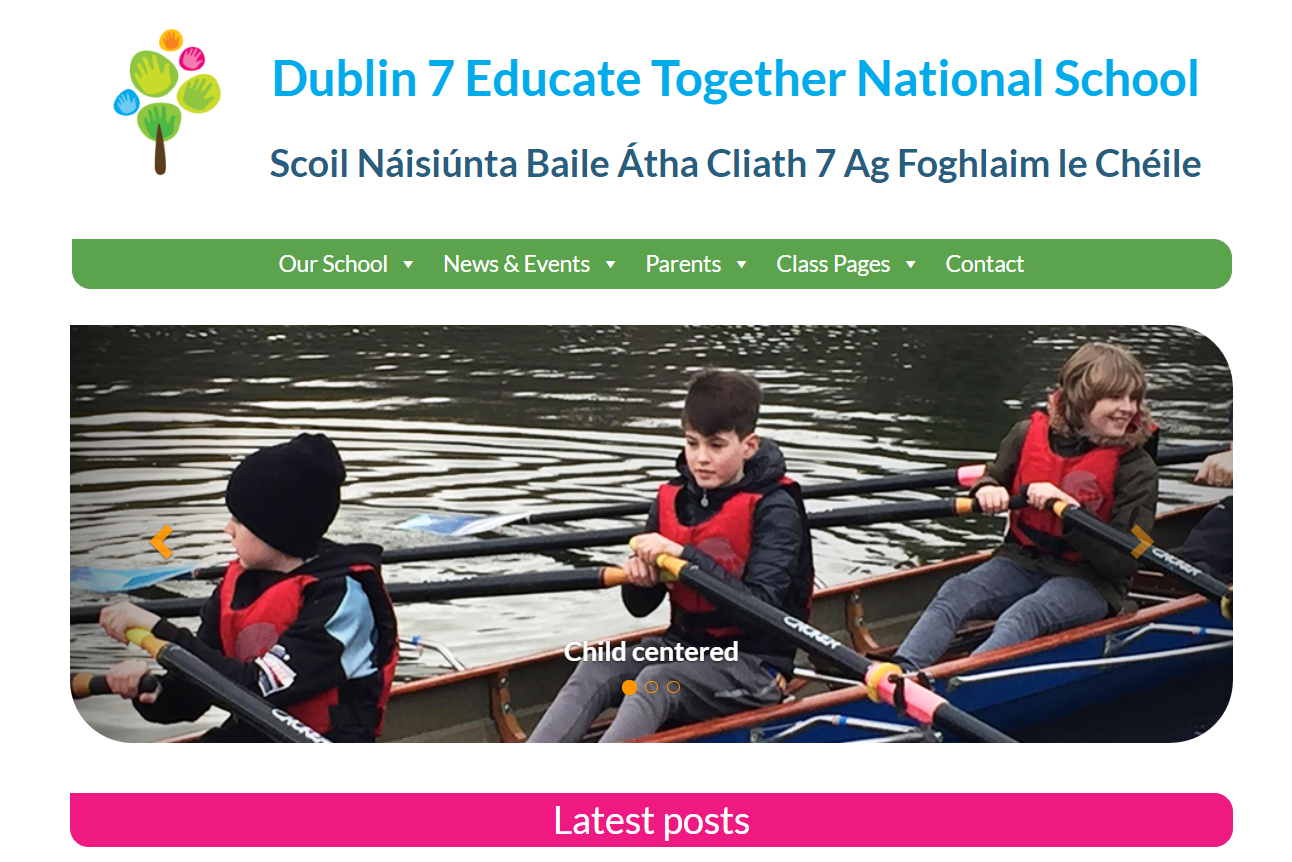 Dublin 7 Educate Together National School
Scoil Náisiúnta Baile Átha Cliath 7 Ag Foghlaim le Chéile
Our School News & Events Parents Class Pages Contact
CROKER
CROKER
CROKER
Child centered
Latest posts